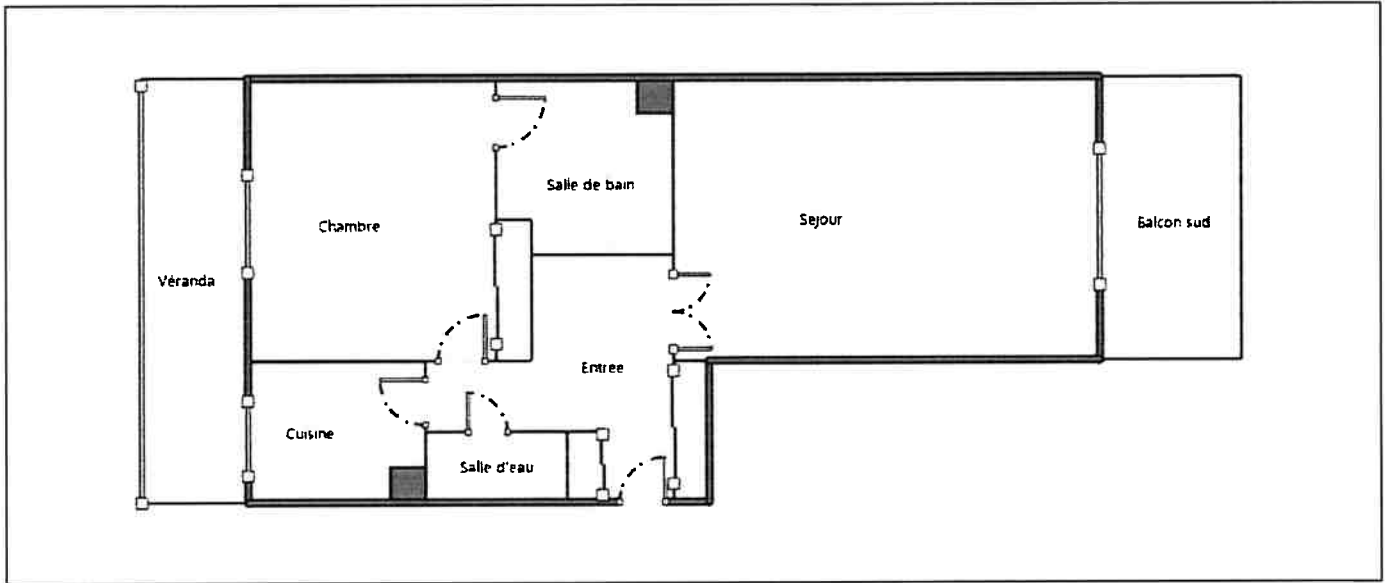 Salle de bain
Chambre
Sejour
Balcon sud
Véranda
Entree
Cuisine
Salle d'eau